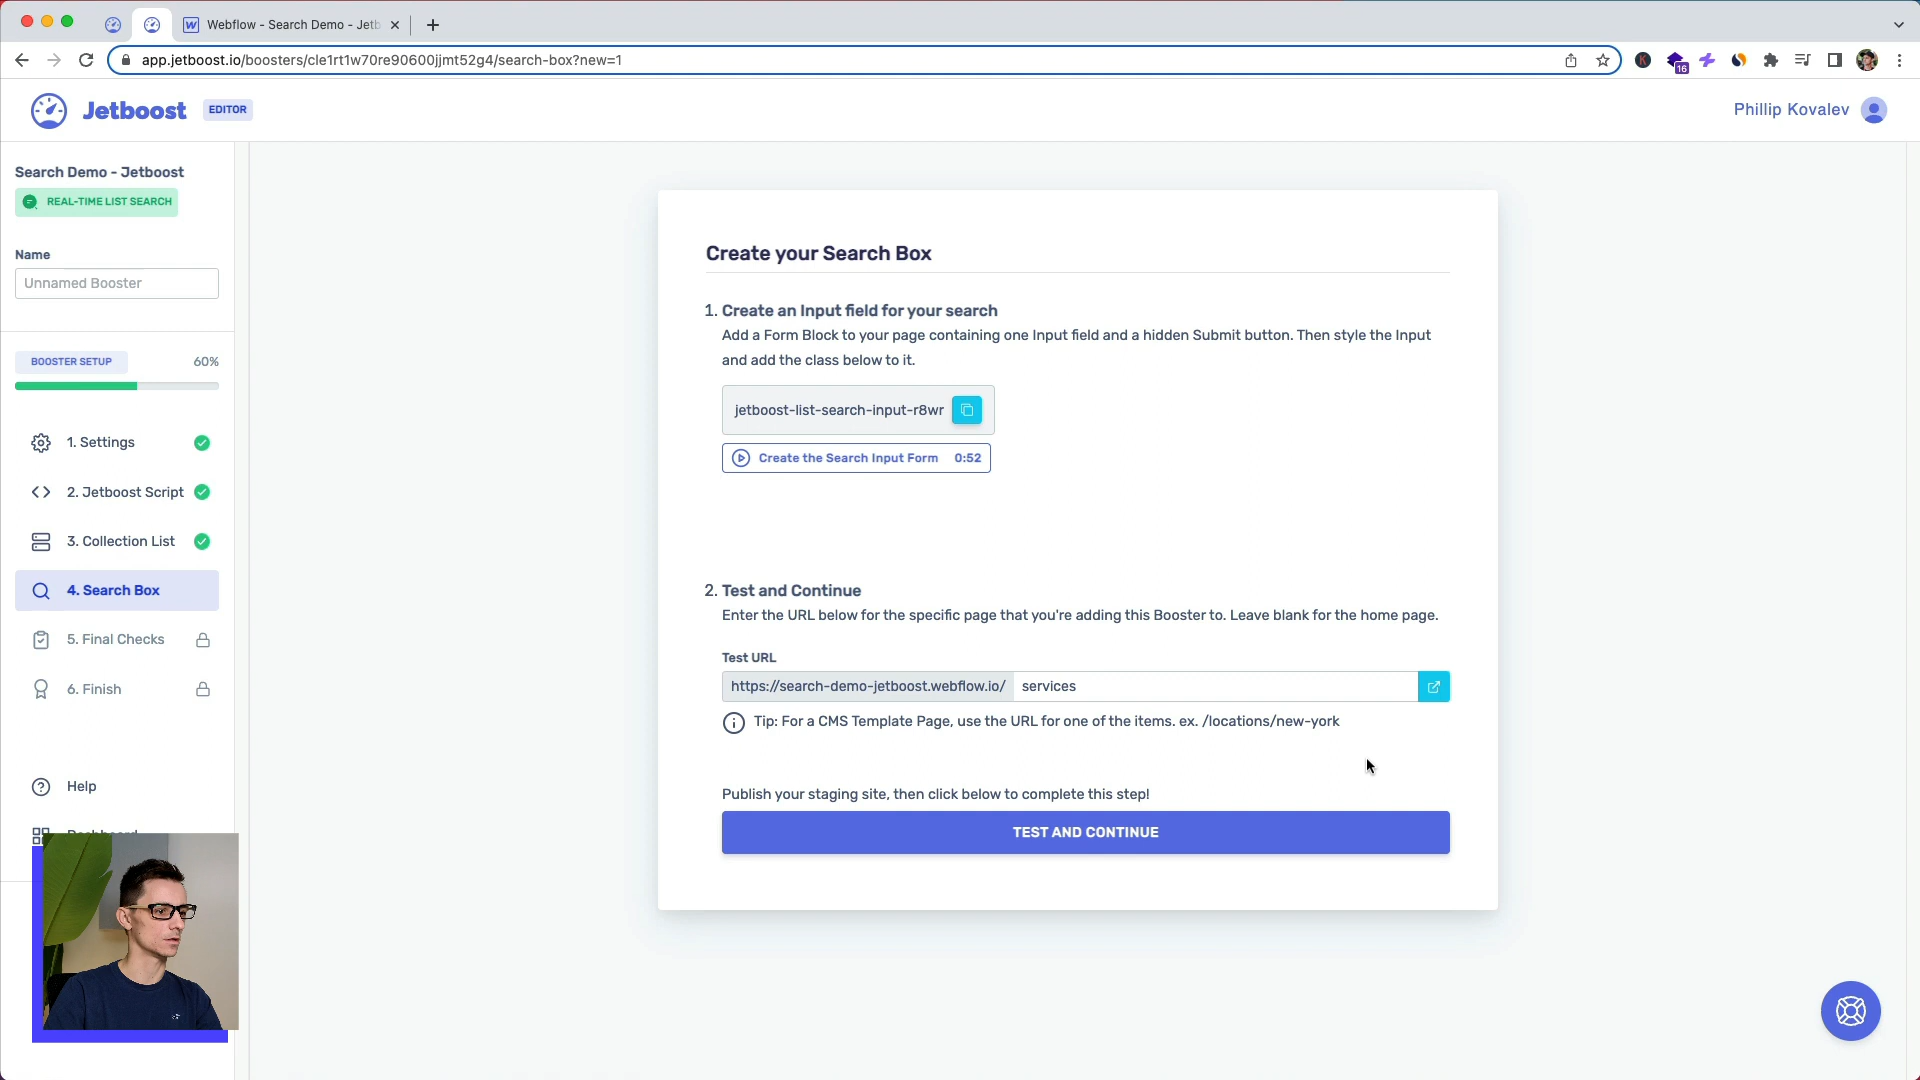 Webflow - Search Demo - Jetb
app.jetboost.io/boosters/cle1rt1w70re90600jjmt52g4/search-box?new=1
16
Jetboost EDITOR
Phillip Kovalev
Search Demo - Jetboost
REAL-TIME LIST SEARCH
Name
Unnamed Booster
BOOSTER SETUP 60%
1. Settings
2. Jetboost Script
3. Collection List
4. Search Box
5. Final Checks
6. Finish
Help
Dashboard
Create your Search Box
1. Create an Input field for your search
Add a Form Block to your page containing one Input field and a hidden Submit button. Then style the Input
and add the class below to it.
jetboost-list-search-input-r8wr
Create the Search Input Form 0:52
2. Test and Continue
Enter the URL below for the specific page that you're adding this Booster to. Leave blank for the home page.
Test URL
https://search-demo-jetboost.webflow.io/ services
Tip: For a CMS Template Page, use the URL for one of the items. ex. /locations/new-york
Publish your staging site, then click below to complete this step!
TEST AND CONTINUE